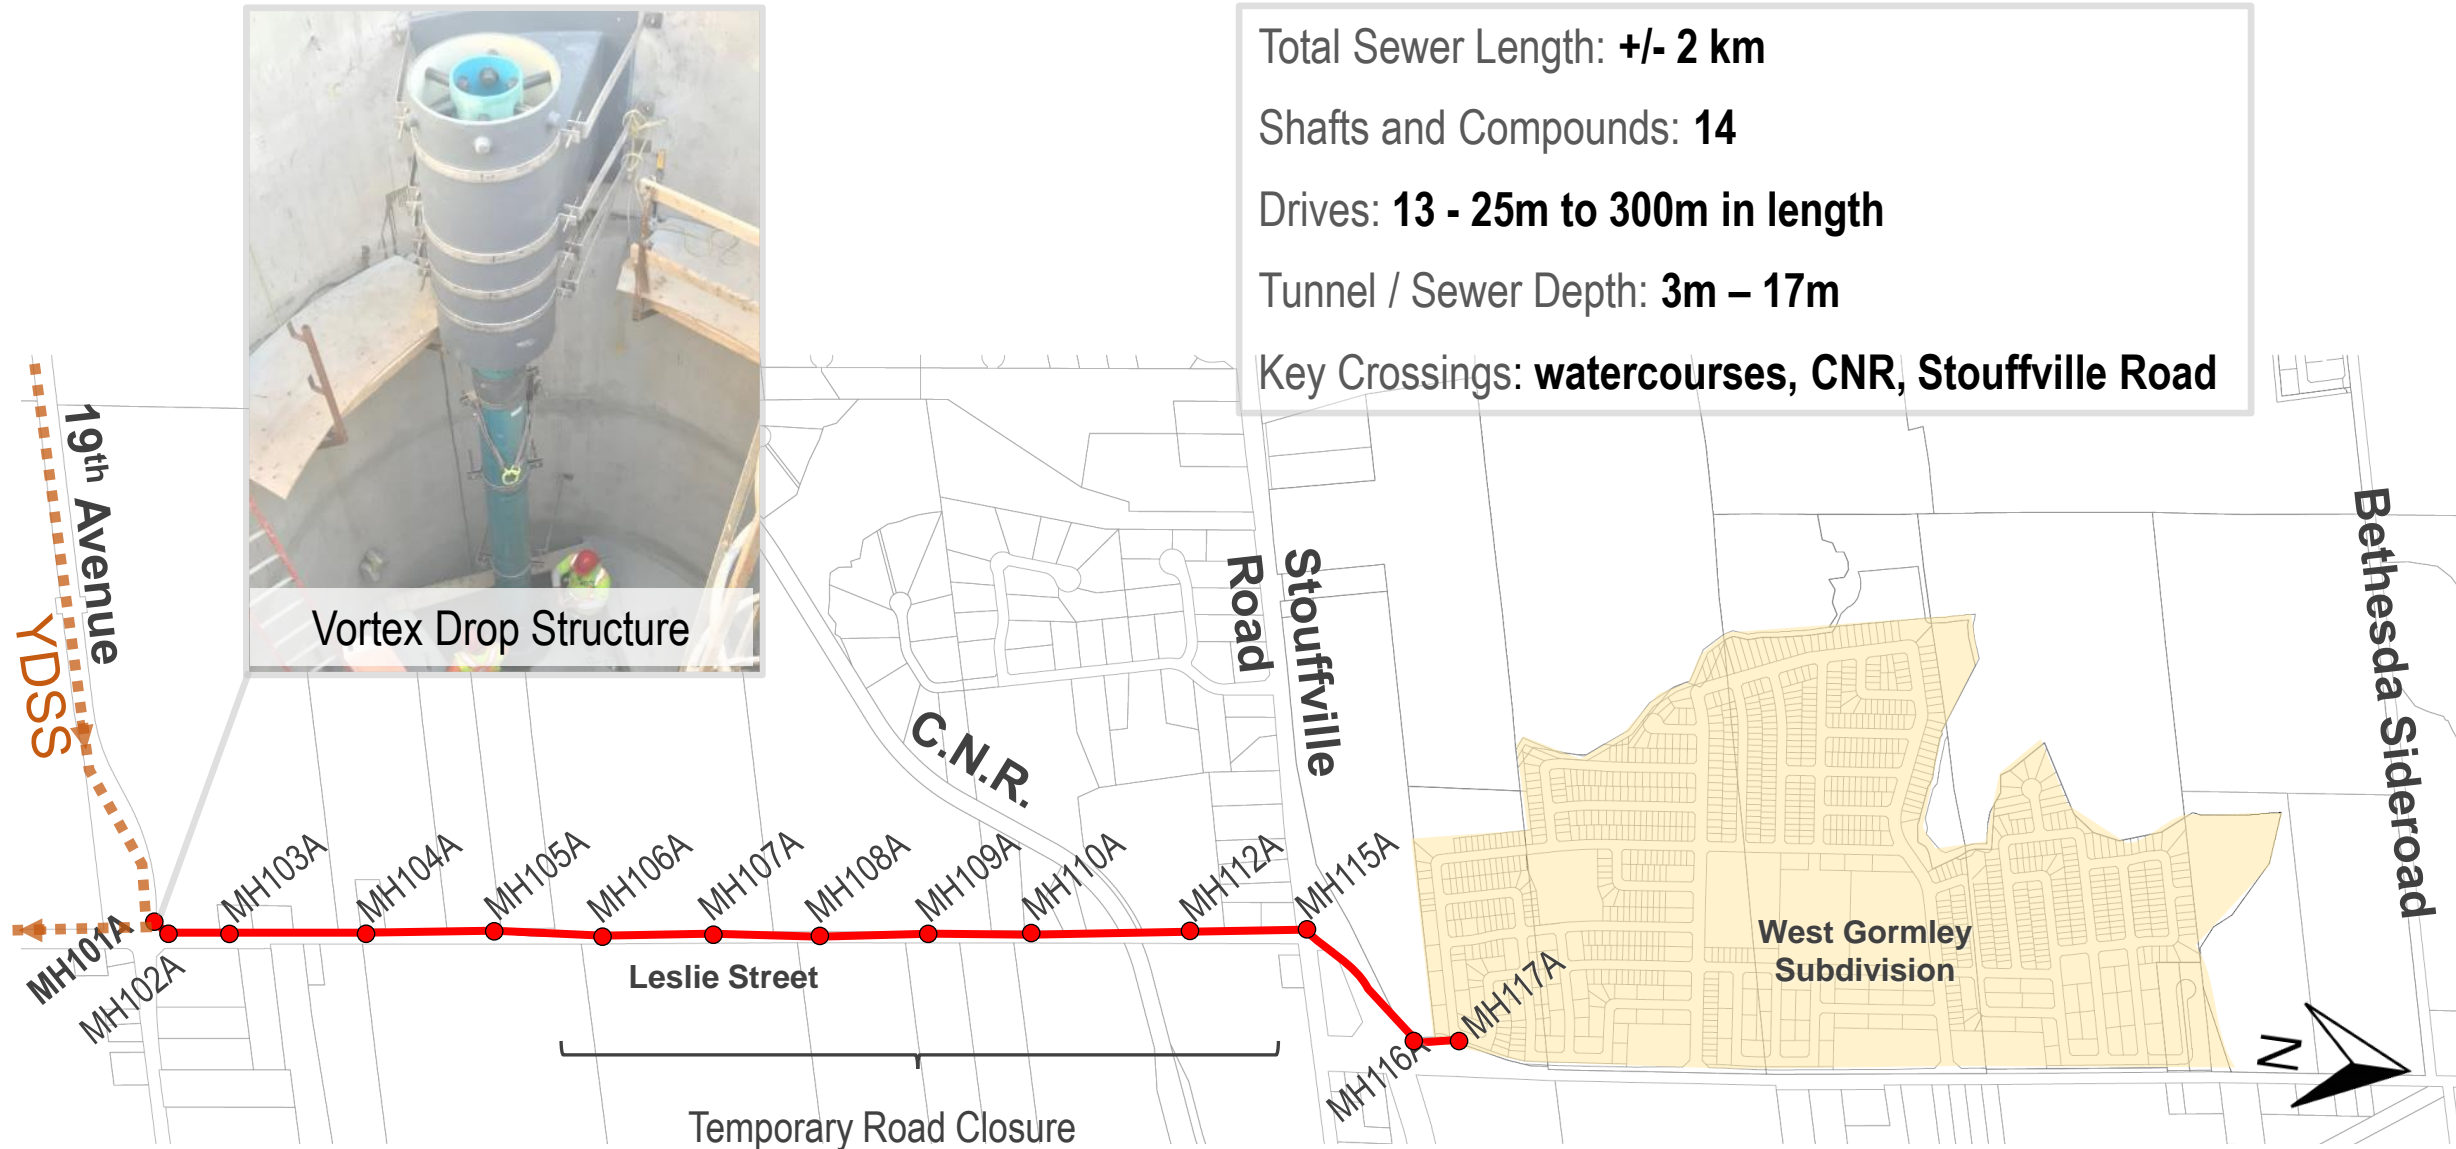 Total Sewer Length: +/- 2 km
Shafts and Compounds: 14
Drives: 13 - 25m to 300m in length
Tunnel / Sewer Depth: 3m – 17m
Key Crossings: watercourses, CNR, Stouffville Road
Vortex Drop Structure
19th Avenue
YDSS
C.N.R.
Stouffville
Road
Bethesda Sideroad
MH101A
MH102A
MH103A
MH104A
MH105A
MH106A
MH107A
MH108A
MH109A
MH110A
MH112A
MH115A
MH116A
MH117A
Leslie Street
West Gormley
Subdivision
Temporary Road Closure
N